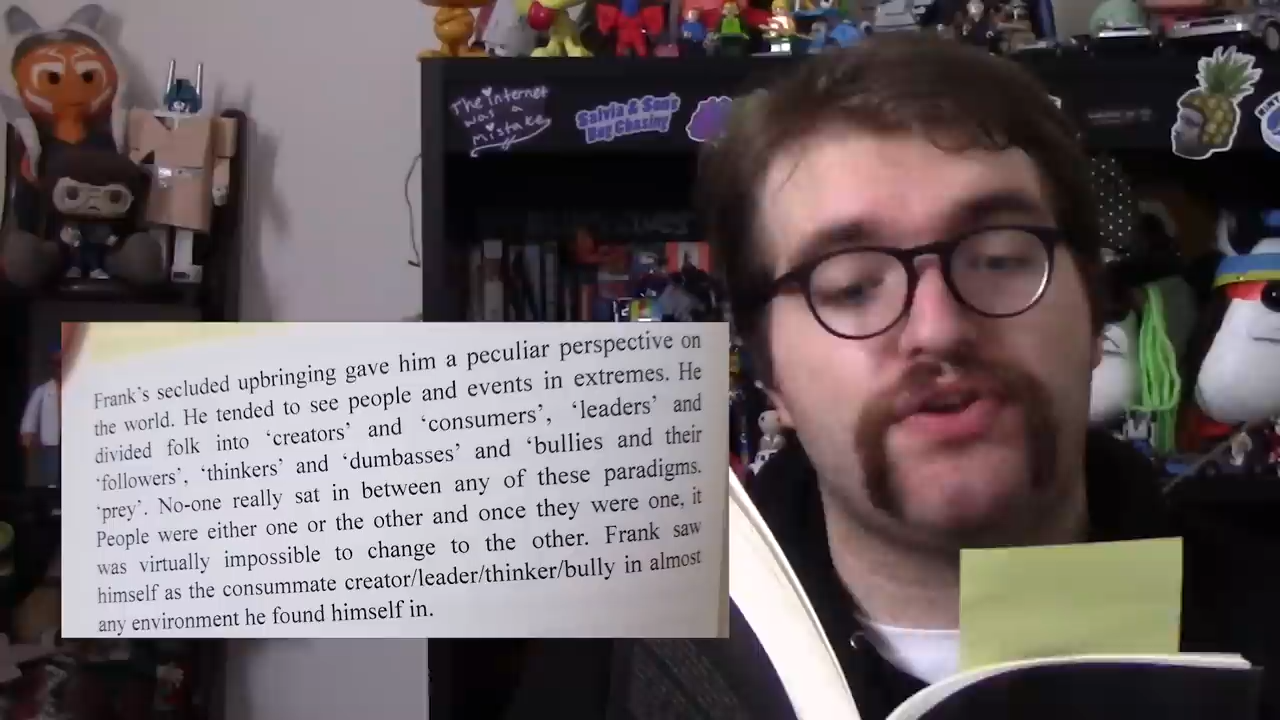 The internet
was a
mistake
Salvia & Son's
Bag Chasing
Frank's secluded upbringing gave him a peculiar perspective on
the world. He tended to see people and events in extremes. He
divided folk into 'creators' and 'consumers', 'leaders' and
'followers', 'thinkers' and 'dumbasses' and 'bullies and their
'prey'. No-one really sat in between any of these paradigms.
People were either one or the other and once they were one, it
was virtually impossible to change to the other. Frank saw
himself as the consummate creator/leader/thinker/bully in almost
any environment he found himself in.